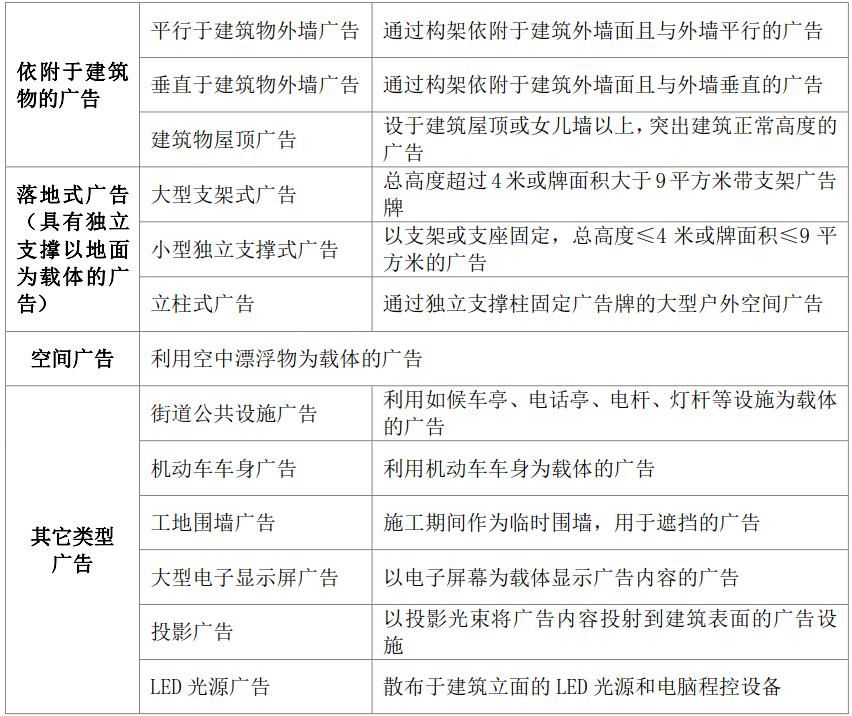 依附于建筑
物的广告
平行于建筑物外墙广告
通过构架依附于建筑外墙面且与外墙平行的广告
垂直于建筑物外墙广告
通过构架依附于建筑外墙面且与外墙垂直的广告
建筑物屋顶广告
设于建筑屋顶或女儿墙以上,突出建筑正常高度的
广告
落地式广告
（具有独立
支撑以地面
为载体的广
告）
大型支架式广告
总高度超过4米或牌面积大于9平方米带支架广告
牌
小型独立支撑式广告
以支架或支座固定，总高度≤4 米或牌面积≤9 平
方米的广告
立柱式广告
通过独立支撑柱固定广告牌的大型户外空间广告
空间广告
利用空中漂浮物为载体的广告
其它类型
广告
街道公共设施广告
利用如候车亭、电话亭、电杆、灯杆等设施为载体
的广告
机动车车身广告
利用机动车车身为载体的广告
工地围墙广告
施工期间作为临时围墙，用于遮挡的广告
大型电子显示屏广告
以电子屏幕为载体显示广告内容的广告
投影广告
以投影光束将广告内容投射到建筑表面的广告设
施
LED 光源广告
散布于建筑立面的 LED 光源和电脑程控设备